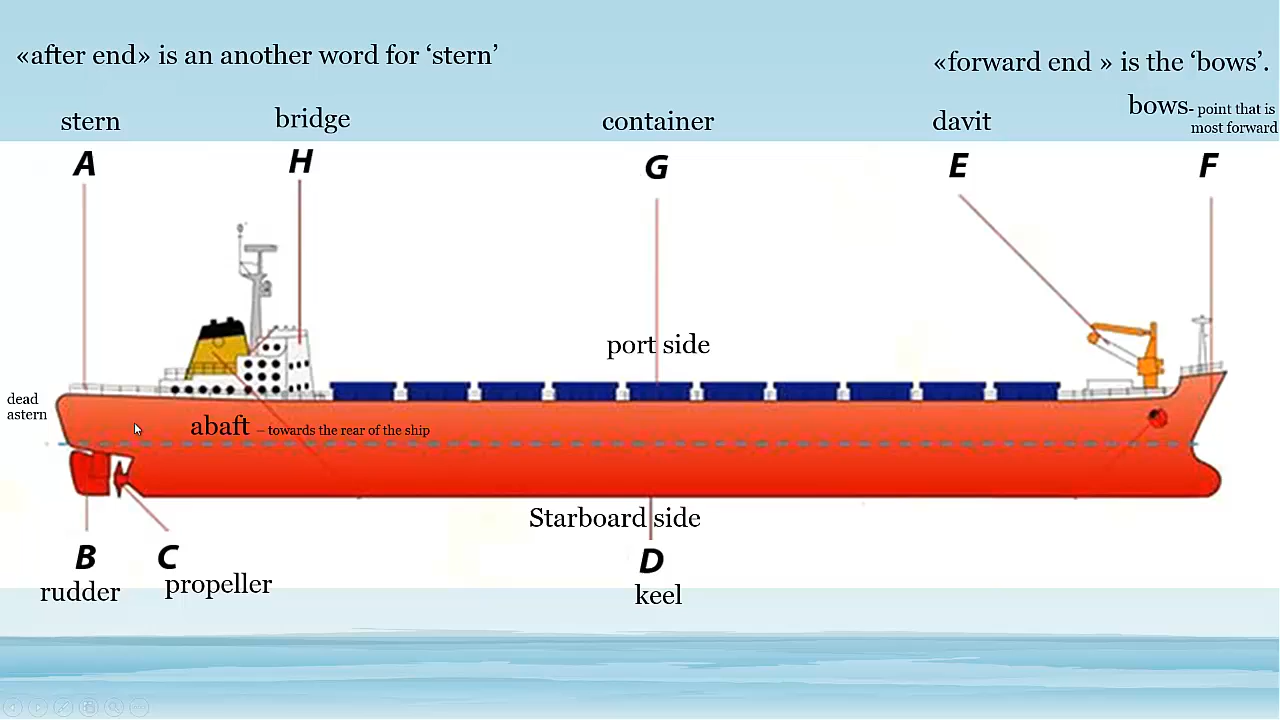 «after end» is an another word for ‘stern’
«forward end » is the ‘bows’.
stern
bridge
container
davit
bows- point that is
most forward
A
H
G
E
F
port side
dead
astern
abaft – towards the rear of the ship
Starboard side
B
C
D
rudder
propeller
keel